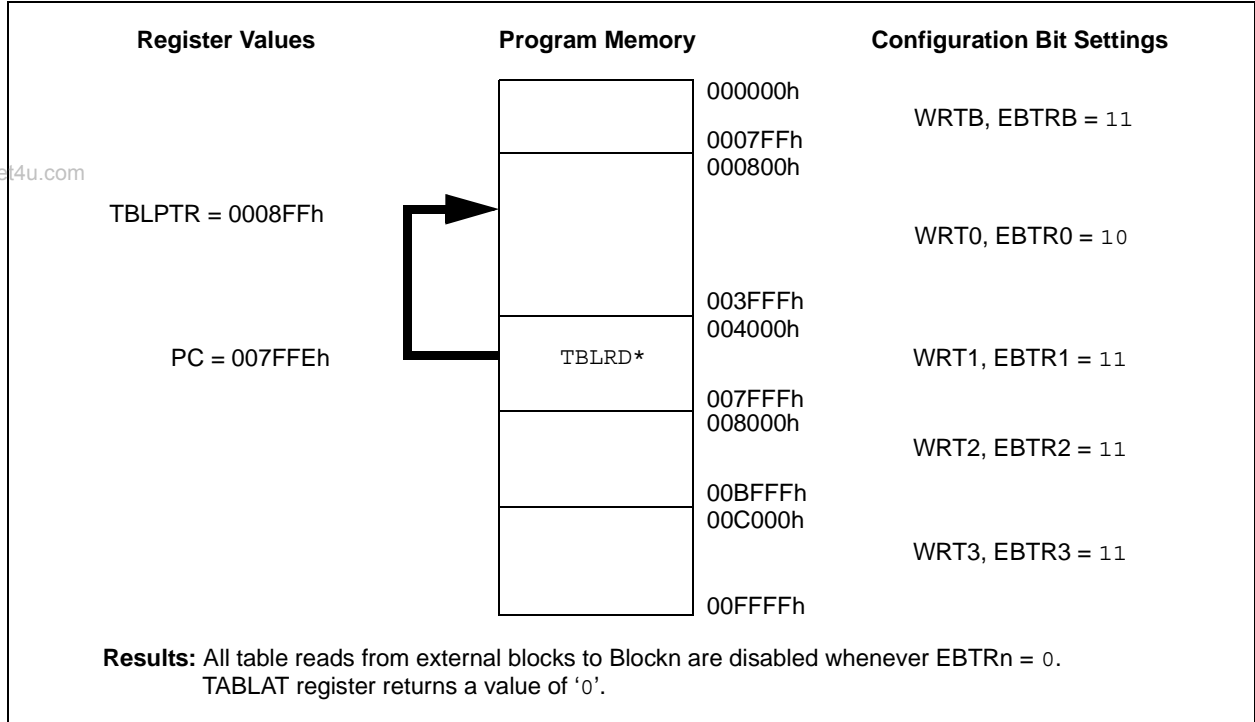 Register Values Program Memory Configuration Bit Settings
000000h
WRTB, EBTRB = 11
0007FFh
000800h
et4u.com
TBLPTR = 0008FFh
WRT0, EBTR0 = 10
003FFFh
004000h
PC = 007FFEh TBLRD* WRT1, EBTR1 = 11
007FFFh
008000h
WRT2, EBTR2 = 11
00BFFFh
00C000h
WRT3, EBTR3 = 11
00FFFFh
Results: All table reads from external blocks to Blockn are disabled whenever EBTRn = 0.
TABLAT register returns a value of ‘0’.